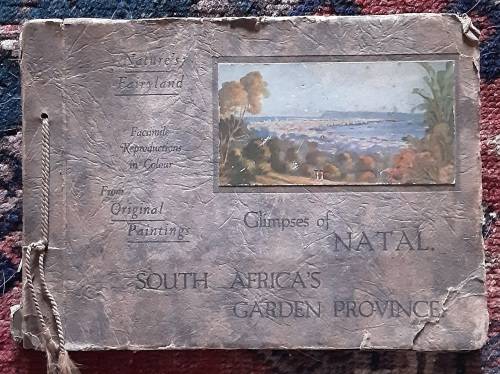 Nature's
Fairyland
Facsimile
Reproductions
in Colour
From
Original
Paintings
Glimpses of
NATAL.
SOUTH AFRICA'S
GARDEN PROVINCE.